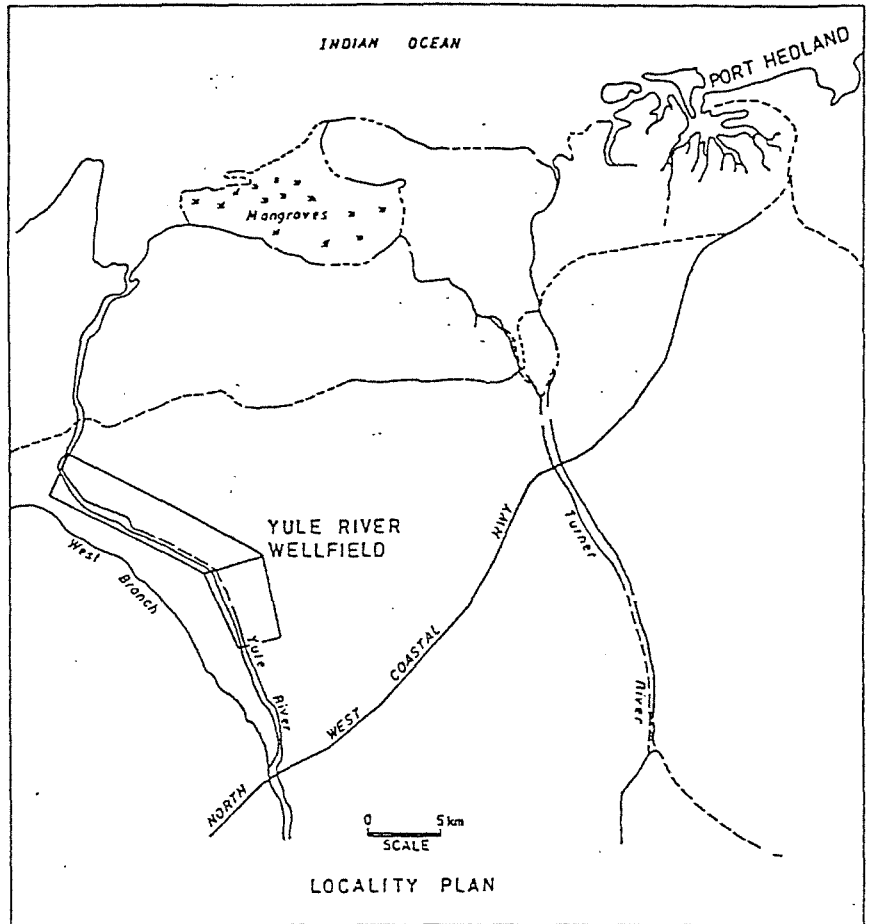 INDIAN OCEAN
PORT HEDLAND
Mangroves
YULE RIVER
WELLFIELD
West Branch
Yule River
Turner River
NORTH WEST COASTAL HWY
0 5km
SCALE
LOCALITY PLAN